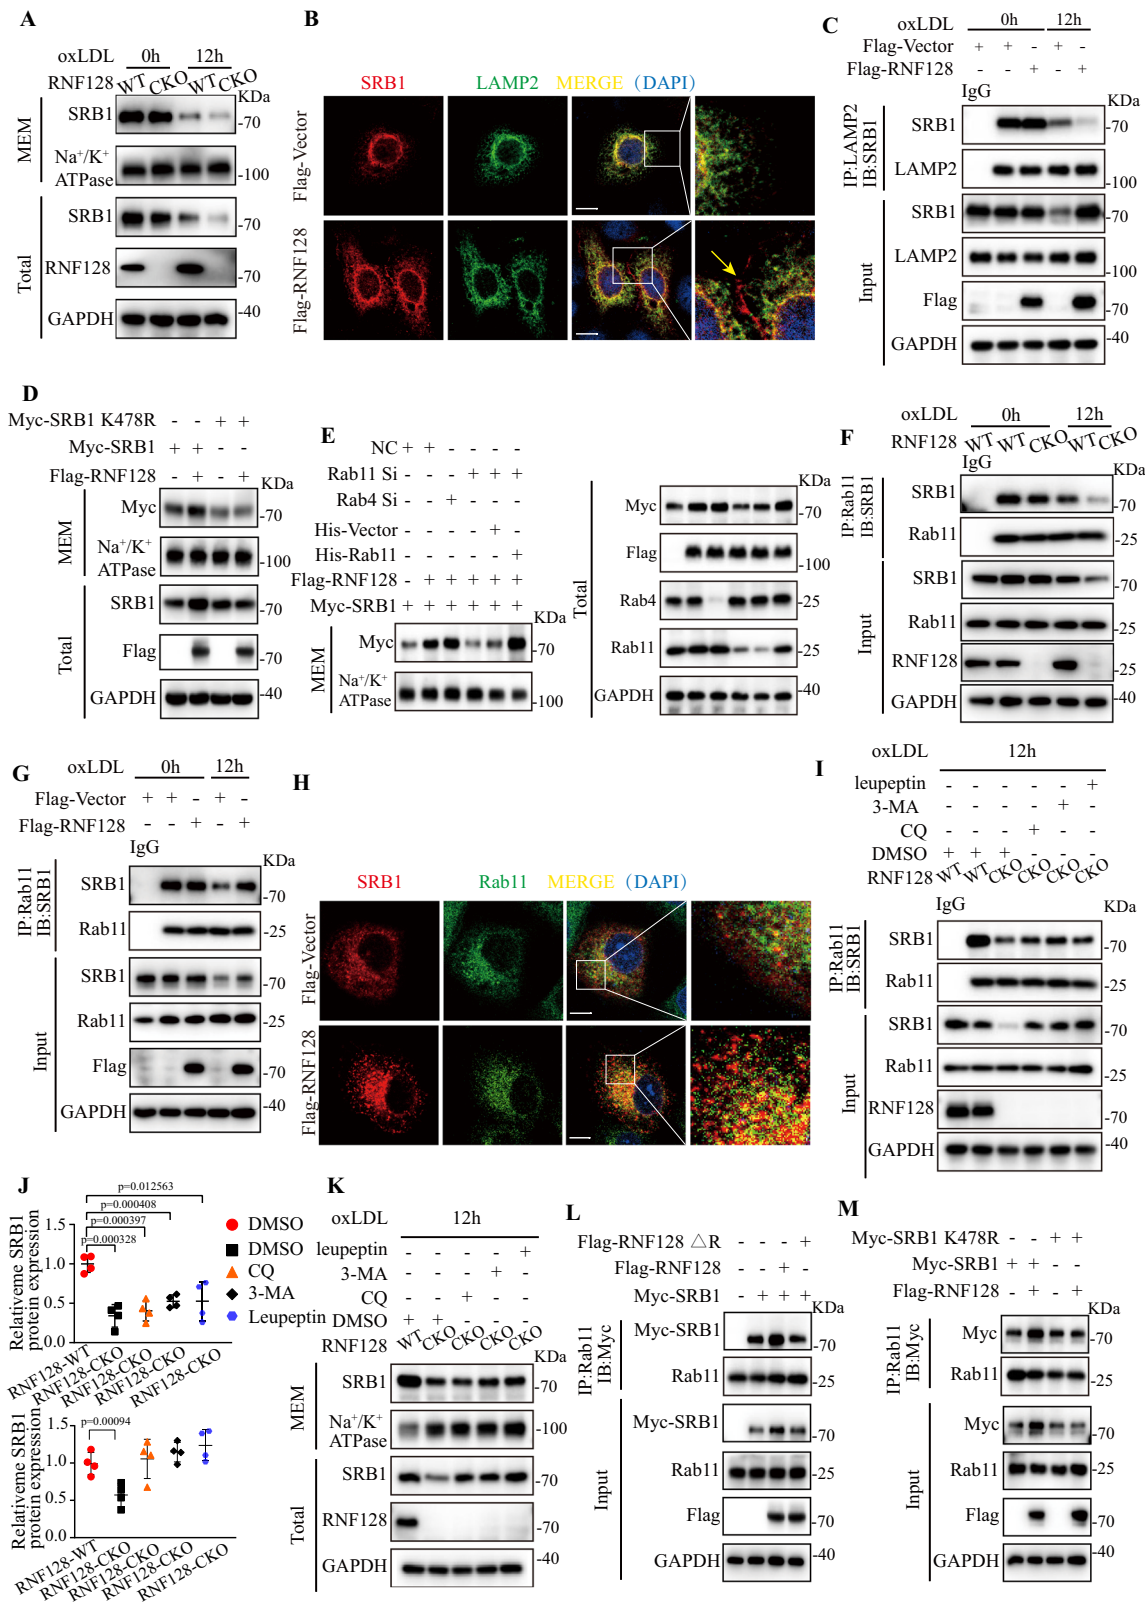 A
oxLDL 0h 12h
RNF128 WT CKO WT CKO
KDa
MEM
SRB1 -70
Na⁺/K⁺
ATPase -100
Total
SRB1 -70
RNF128 -70
GAPDH -40
B
SRB1 LAMP2 MERGE (DAPI)
Flag-Vector
Flag-RNF128
C
oxLDL 0h 12h
Flag-Vector + + - + -
Flag-RNF128 - - + - +
IgG KDa
IP:LAMP2
IB:SRB1
SRB1 -70
LAMP2 -100
Input
SRB1 -70
LAMP2 -100
Flag -70
GAPDH -40
D
Myc-SRB1 K478R - - + +
Myc-SRB1 + + - -
Flag-RNF128 - + - +
KDa
MEM
Myc -70
Na⁺/K⁺
ATPase -100
Total
SRB1 -70
Flag -70
GAPDH -40
E
NC + + - - - -
Rab11 Si - - - + + +
Rab4 Si - - + - - -
His-Vector - - - - + -
His-Rab11 - - - - - +
Flag-RNF128 - + + + + +
Myc-SRB1 + + + + + +
KDa
MEM
Myc -70
Na⁺/K⁺
ATPase -100
KDa
Total
Myc -70
Flag -100
Rab4 -25
Rab11 -25
GAPDH -40
F
oxLDL 0h 12h
RNF128 WT WT CKO WT CKO
IgG KDa
IP:Rab11
IB:SRB1
SRB1 -70
Rab11 -25
Input
SRB1 -70
Rab11 -25
RNF128 -70
GAPDH -40
G
oxLDL 0h 12h
Flag-Vector + + - + -
Flag-RNF128 - - + - +
IgG KDa
IP:Rab11
IB:SRB1
SRB1 -70
Rab11 -25
Input
SRB1 -70
Rab11 -25
Flag -70
GAPDH -40
H
SRB1 Rab11 MERGE (DAPI)
Flag-Vector
Flag-RNF128
I
oxLDL 12h
leupeptin - - - - - +
3-MA - - - - + -
CQ - - - + - -
DMSO + + + - - -
RNF128 WT WT CKO CKO CKO CKO
IgG KDa
IP:Rab11
IB:SRB1
SRB1 -70
Rab11 -25
Input
SRB1 -70
Rab11 -25
RNF128 -70
GAPDH -40
J
p=0.012563
p=0.000408
p=0.000397
p=0.000328
Relativeme SRB1
protein expression
1.5
1.0
0.5
0.0
RNF128-WT
RNF128-CKO
RNF128-CKO
RNF128-CKO
RNF128-CKO
DMSO
DMSO
CQ
3-MA
Leupeptin
p=0.00094
Relativeme SRB1
protein expression
1.5
1.0
0.5
0.0
RNF128-WT
RNF128-CKO
RNF128-CKO
RNF128-CKO
RNF128-CKO
K
oxLDL 12h
leupeptin - - - - +
3-MA - - - + -
CQ - - + - -
DMSO + + - - -
RNF128 WT CKO CKO CKO CKO
KDa
MEM
SRB1 -70
Na⁺/K⁺
ATPase -100
Total
SRB1 -70
RNF128 -70
GAPDH -40
L
Flag-RNF128 △R - - - +
Flag-RNF128 - - + -
Myc-SRB1 - + + +
KDa
IP:Rab11
IB:Myc
Myc-SRB1 -70
Rab11 -25
Input
Myc-SRB1 -70
Rab11 -25
Flag -70
GAPDH -40
M
Myc-SRB1 K478R - - + +
Myc-SRB1 + + - -
Flag-RNF128 - + - +
KDa
IP:Rab11
IB:Myc
Myc -70
Rab11 -25
Input
Myc -70
Rab11 -25
Flag -70
GAPDH -40